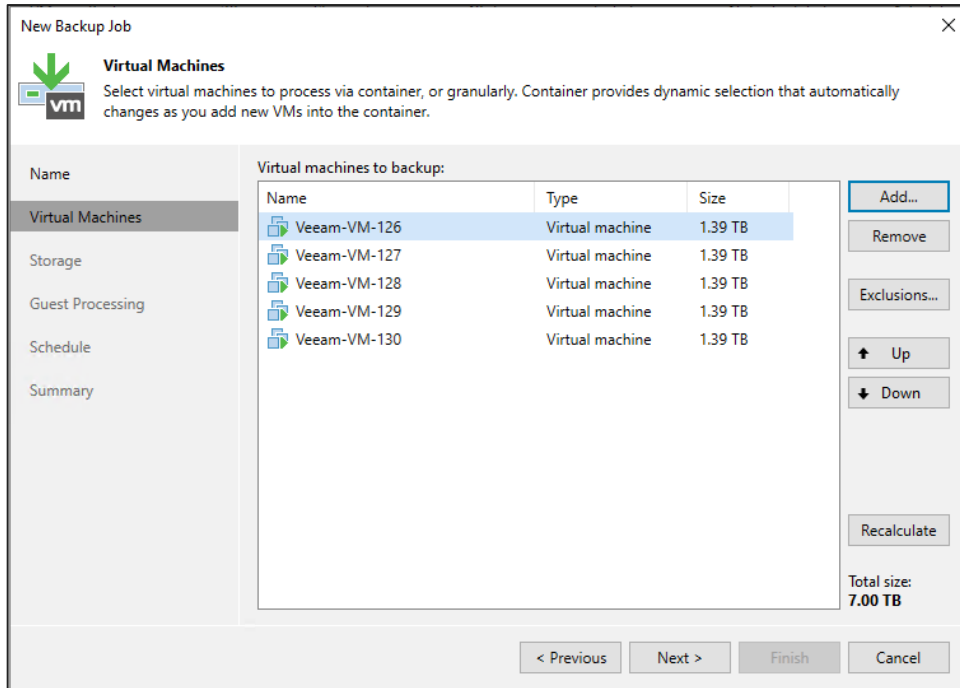 New Backup Job
Virtual Machines
Select virtual machines to process via container, or granularly. Container provides dynamic selection that automatically
changes as you add new VMs into the container.
vm
Name
Virtual Machines
Storage
Guest Processing
Schedule
Summary
Virtual machines to backup:
Name Type Size
Veeam-VM-126 Virtual machine 1.39 TB
Veeam-VM-127 Virtual machine 1.39 TB
Veeam-VM-128 Virtual machine 1.39 TB
Veeam-VM-129 Virtual machine 1.39 TB
Veeam-VM-130 Virtual machine 1.39 TB
Add...
Remove
Exclusions...
Up
Down
Recalculate
Total size:
7.00 TB
< Previous Next > Finish Cancel